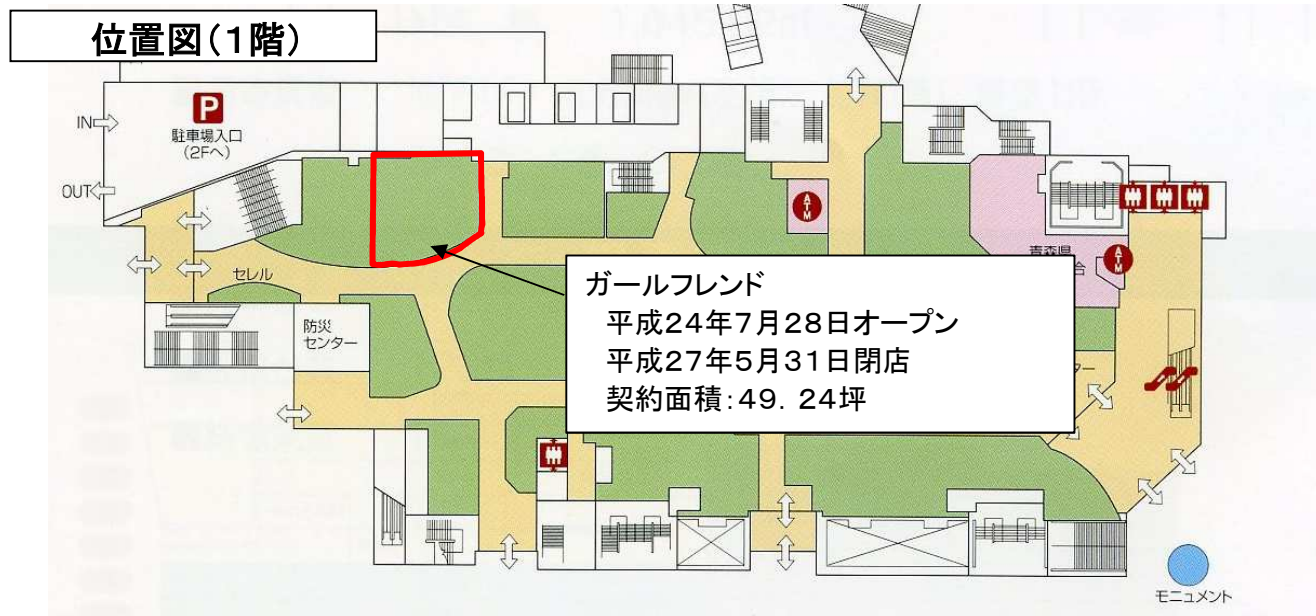 位置図(1階)
IN
P
駐車場入口
(2Fへ)
OUT
ATM
青森県
ATM
セレル
防災
センター
ガールフレンド
平成24年7月28日オープン
平成27年5月31日閉店
契約面積:49.24坪
モニュメント